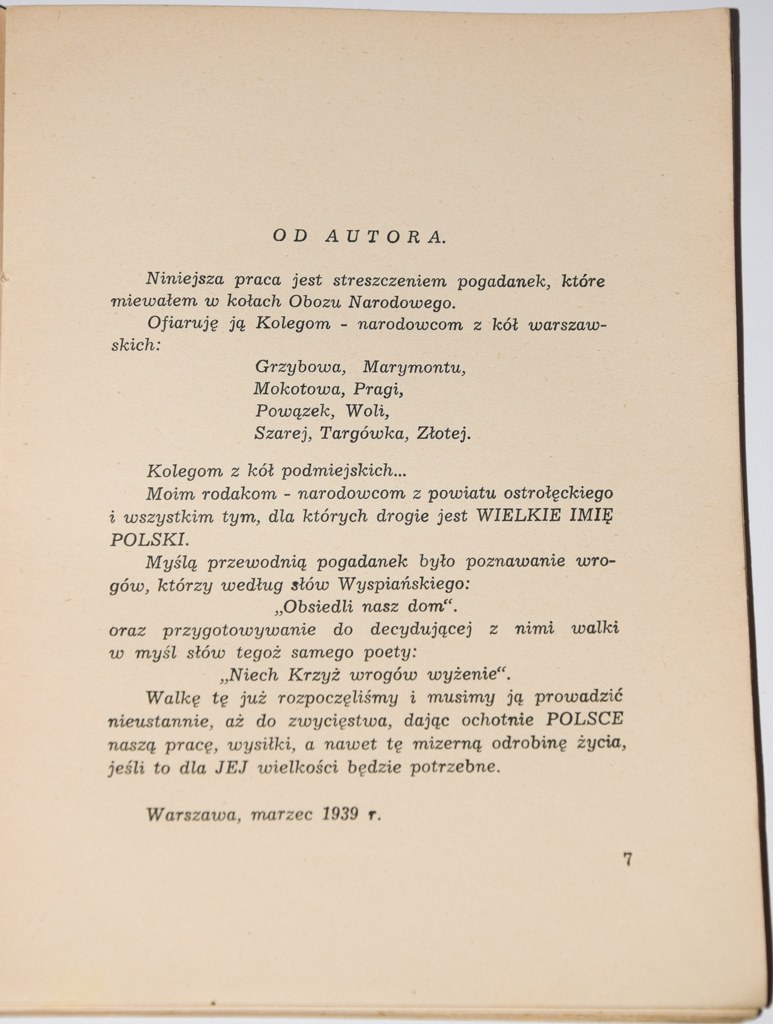 OD AUTORA.
Niniejsza praca jest streszczeniem pogadanek, które
miewałem w kołach Obozu Narodowego.
Ofiaruję ją Kolegom - narodowcom z kół warszaw-
skich:
Grzybowa, Marymontu,
Mokotowa, Pragi,
Powązek, Woli,
Szarej, Targówka, Złotej.
Kolegom z kół podmiejskich...
Moim rodakom - narodowcom z powiatu ostrołęckiego
i wszystkim tym, dla których drogie jest WIELKIE IMIĘ
POLSKI.
Myślą przewodnią pogadanek było poznawanie wro-
gów, którzy według słów Wyspiańskiego:
„Obsiedli nasz dom“.
oraz przygotowywanie do decydującej z nimi walki
w myśl słów tegoż samego poety:
„Niech Krzyż wrogów wyżenie“.
Walkę tę już rozpoczęliśmy i musimy ją prowadzić
nieustannie, aż do zwycięstwa, dając ochotnie POLSCE
naszą pracę, wysiłki, a nawet tę mizerną odrobinę życia,
jeśli to dla JEJ wielkości będzie potrzebne.
Warszawa, marzec 1939 r.
7